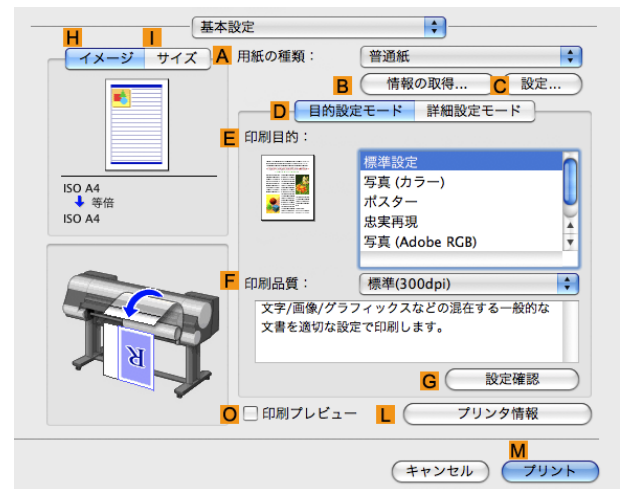 基本設定
H I
イメージ サイズ A 用紙の種類： 普通紙
B 情報の取得... C 設定...
D 目的設定モード 詳細設定モード
E 印刷目的：
標準設定
写真 (カラー)
ポスター
忠実再現
写真 (Adobe RGB)
ISO A4
等倍
ISO A4
F 印刷品質： 標準(300dpi)
文字/画像/グラフィックスなどの混在する一般的な
文書を適切な設定で印刷します。
R
G 設定確認
O 印刷プレビュー L プリンタ情報
M
キャンセル プリント